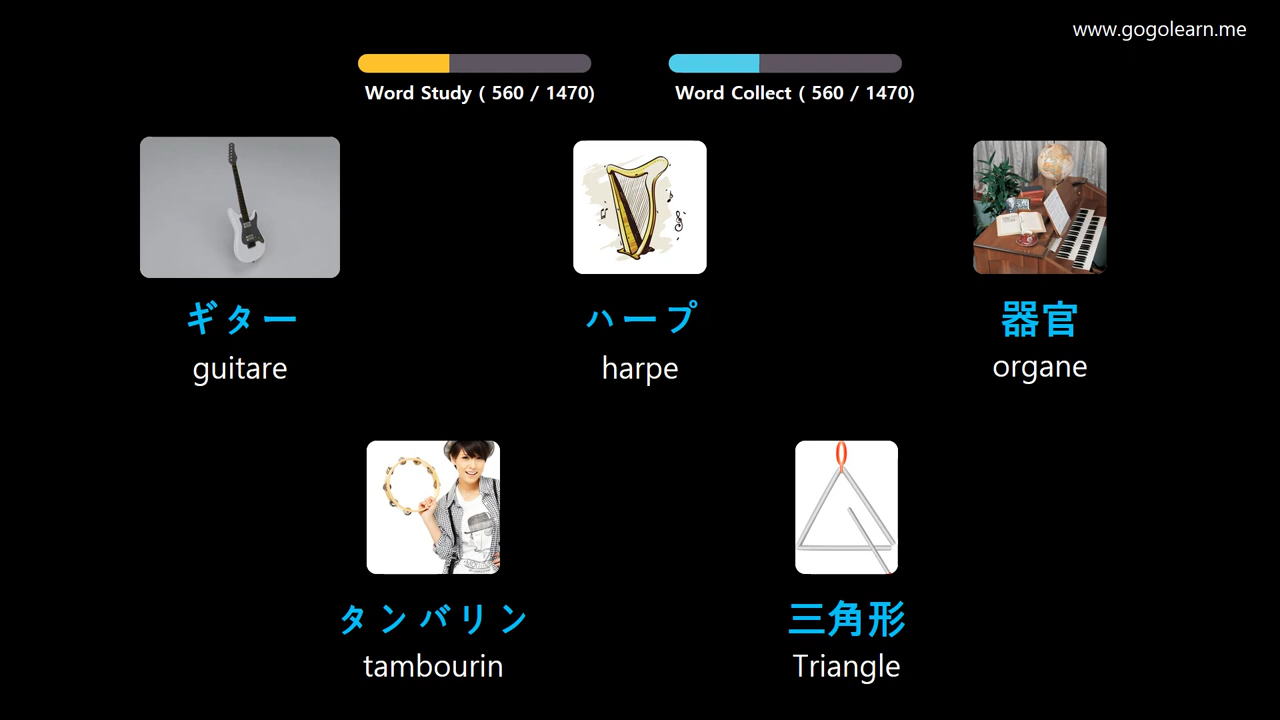 www.gogolearn.me
Word Study ( 560 / 1470)
Word Collect ( 560 / 1470)
ギター
guitare
ハープ
harpe
器官
organe
タンバリン
tambourin
三角形
Triangle